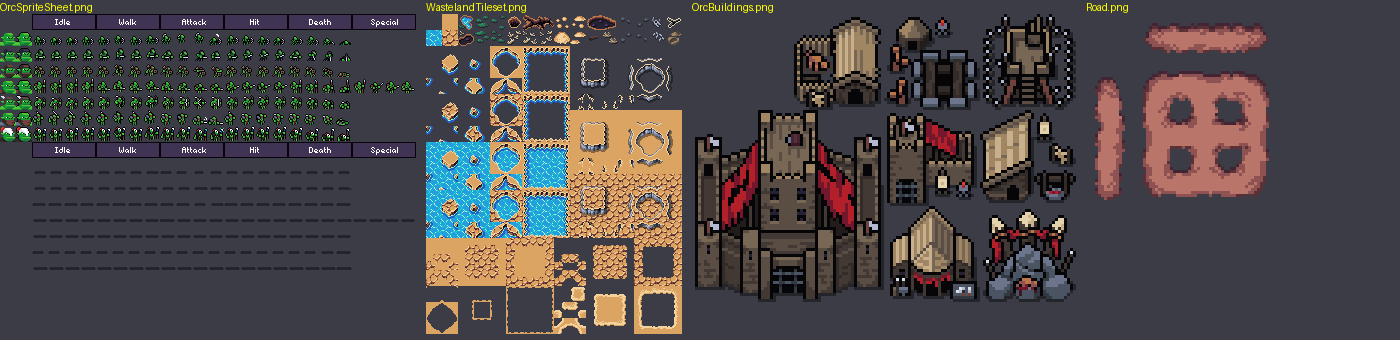 OrcSpriteSheet.png WastelandTileset.png OrcBuildings.png Road.png
Idle Walk Attack Hit Death Special
Idle Walk Attack Hit Death Special